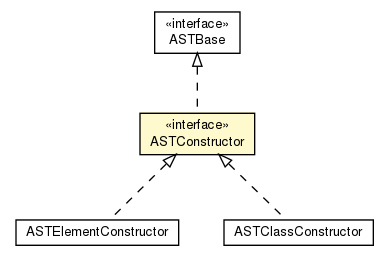 «interface»
ASTBase
«interface»
ASTConstructor
ASTElementConstructor
ASTClassConstructor